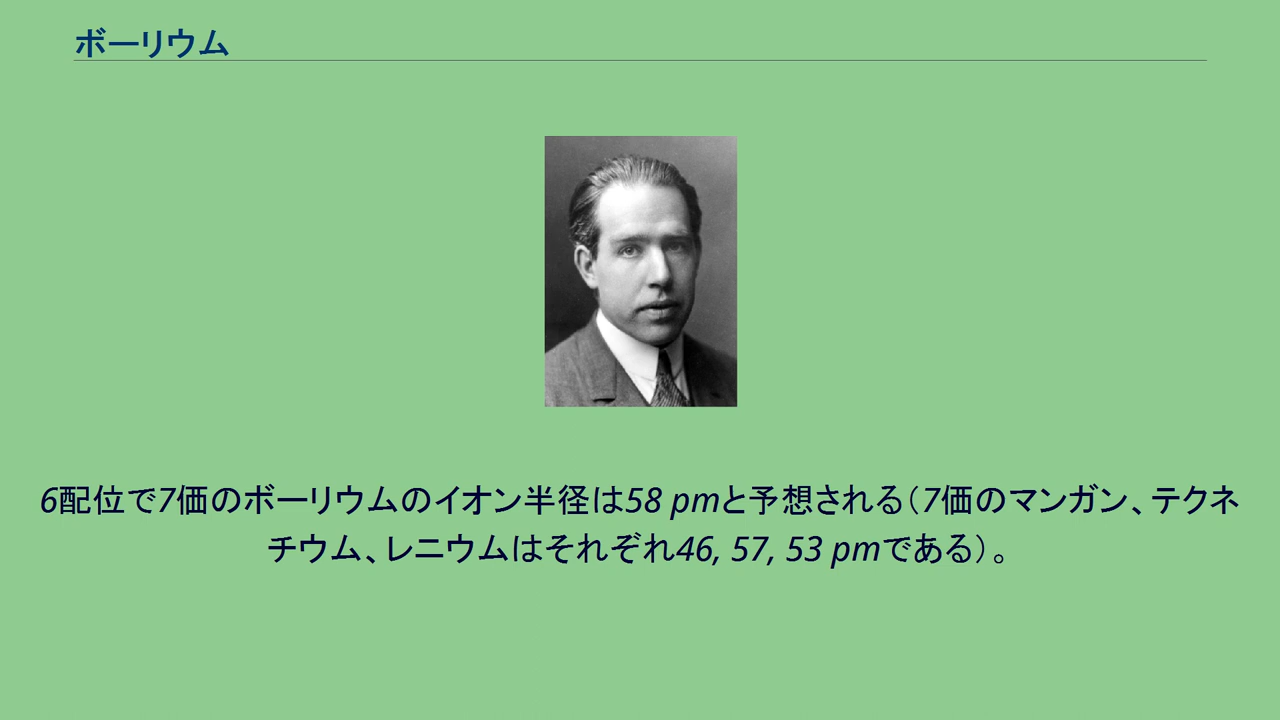 ボーリウム
6配位で7価のボーリウムのイオン半径は58 pmと予想される（7価のマンガン、テクネ
チウム、レニウムはそれぞれ46, 57, 53 pmである）。